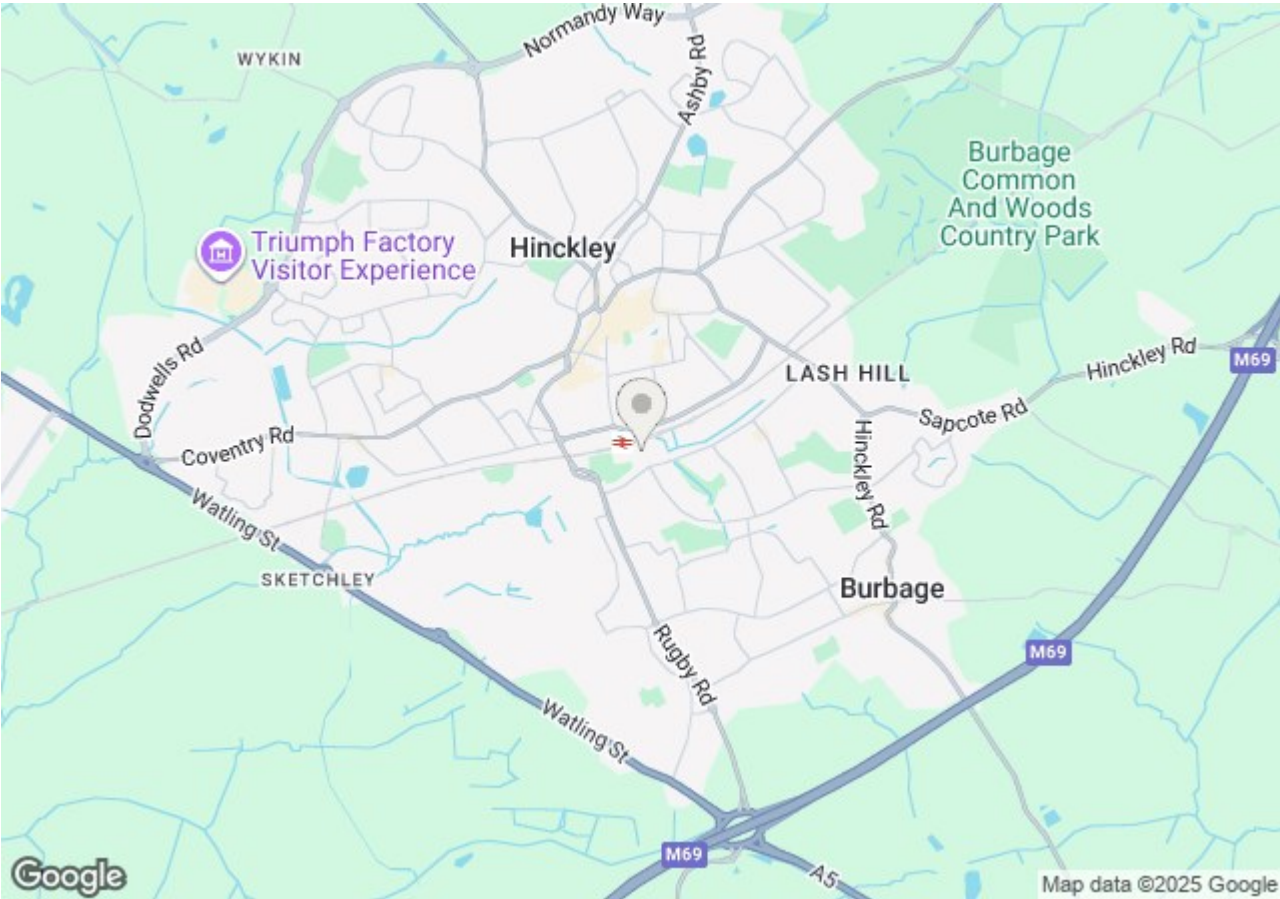 Normandy Way
WYKIN
Ashby Rd
Burbage
Common
And Woods
Country Park
Triumph Factory
Visitor Experience
Hinckley
Dodwells Rd
LASH HILL
Hinckley Rd
M69
Sapcote Rd
Coventry Rd
Hinckley Rd
Watling St
SKETCHLEY
Burbage
Rugby Rd
M69
Watling St
M69
A5
Google
Map data ©2025 Google